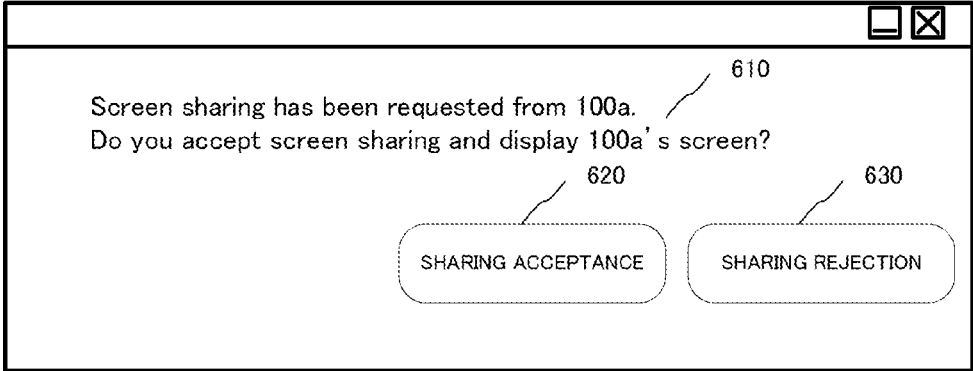 610
Screen sharing has been requested from 100a.
Do you accept screen sharing and display 100a's screen?
620
630
SHARING ACCEPTANCE
SHARING REJECTION